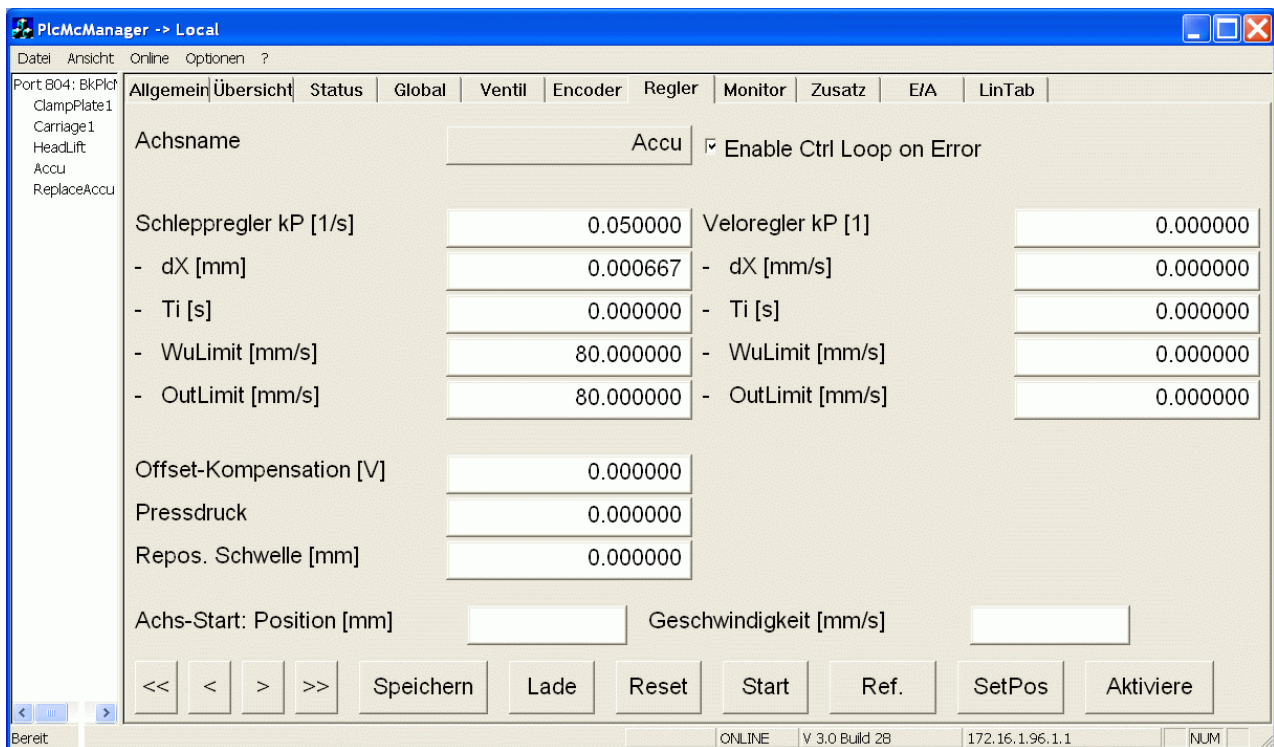 PlcMcManager -> Local
Datei Ansicht Online Optionen ?
Port 804: BkPlcM
ClampPlate1
Carriage1
HeadLift
Accu
ReplaceAccu
Allgemein Übersicht Status Global Ventil Encoder Regler Monitor Zusatz E/A LinTab
Achsname Accu Enable Ctrl Loop on Error
Schleppregler kP [1/s] 0.050000 Veloregler kP [1] 0.000000
- dX [mm] 0.000667 - dX [mm/s] 0.000000
- Ti [s] 0.000000 - Ti [s] 0.000000
- WuLimit [mm/s] 80.000000 - WuLimit [mm/s] 0.000000
- OutLimit [mm/s] 80.000000 - OutLimit [mm/s] 0.000000
Offset-Kompensation [V] 0.000000
Pressdruck 0.000000
Repos. Schwelle [mm] 0.000000
Achs-Start: Position [mm] Geschwindigkeit [mm/s]
<< < > >> Speichern Lade Reset Start Ref. SetPos Aktiviere
Bereit ONLINE V 3.0 Build 28 172.16.1.96.1.1 NUM